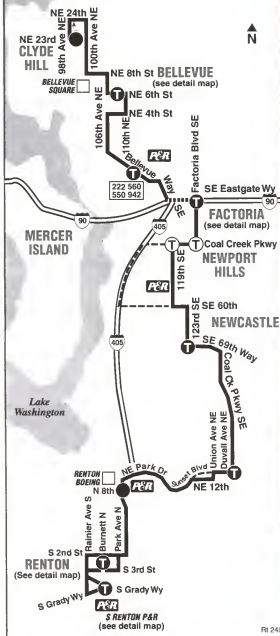 NE 24th
NE 23rd
CLYDE
HILL
98th Ave NE
100th Ave NE
N
NE 8th St
BELLEVUE
(see detail map)
BELLEVUE
SQUARE
T
NE 6th St
NE 4th St
106th Ave NE
110th NE
Bellevue Way SE
P&R
T
222 560
550 942
Factoria Blvd SE
SE Eastgate Wy
90
T
90
FACTORIA
(see detail map)
MERCER
ISLAND
405
T
T
Coal Creek Pkwy
NEWPORT
HILLS
P&R
119th SE
SE 60th
123rd SE
NEWCASTLE
T
SE 69th Way
405
Coal Ck Pkwy SE
Lake
Washington
Union Ave NE
Duvall Ave NE
RENTON
BOEING
NE Park Dr
Sunset Blvd
T
N 8th
P&R
NE 12th
Rainier Ave S
Burnett N
Park Ave N
S 2nd St
T
S 3rd St
RENTON
(See detail map)
T
S Grady Wy
S Grady Wy
P&R
S RENTON P&R
(see detail map)